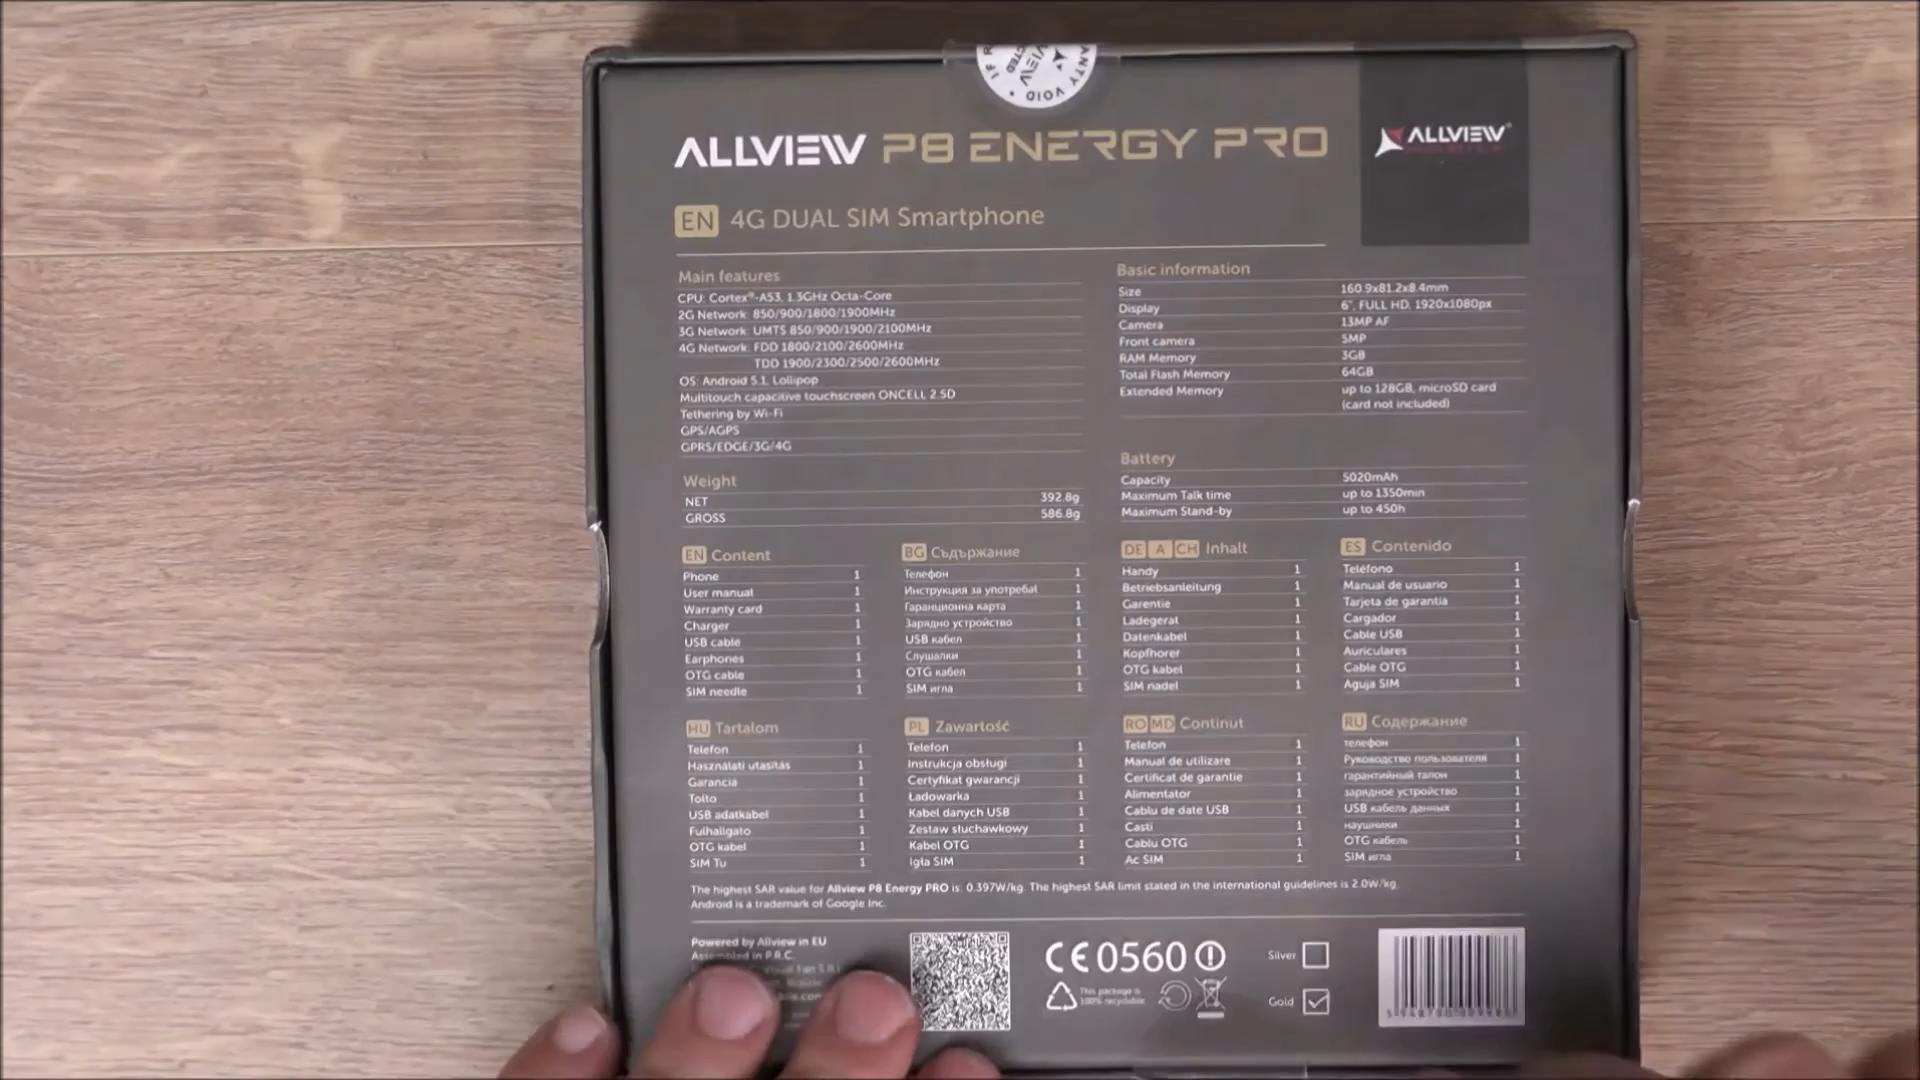 ALLVIEW P8 ENERGY PRO
ALLVIEW
EN 4G DUAL SIM Smartphone
Main features
CPU: Cortex®-A53, 1.3GHz Octa-Core
2G Network: 850/900/1800/1900MHz
3G Network: UMTS 850/900/1900/2100MHz
4G Network: FDD 1800/2100/2600MHz
TDD 1900/2300/2500/2600MHz
OS: Android 5.1, Lollipop
Multitouch capacitive touchscreen ONCELL 2.5D
Tethering by Wi-Fi
GPS/AGPS
GPRS/EDGE/3G/4G
Basic information
Size 160.9x81.2x8.4mm
Display 6", FULL HD, 1920x1080px
Camera 13MP AF
Front camera 5MP
RAM Memory 3GB
Total Flash Memory 64GB
Extended Memory up to 128GB, microSD card
(card not included)
Weight
NET 392.8g
GROSS 586.8g
Battery
Capacity 5020mAh
Maximum Talk time up to 1350min
Maximum Stand-by up to 450h
EN Content
Phone 1
User manual 1
Warranty card 1
Charger 1
USB cable 1
Earphones 1
OTG cable 1
SIM needle 1
BG Съдържание
Телефон 1
Инструкция за употребаt 1
Гаранционна карта 1
Зарядно устройство 1
USB кабел 1
Слушалки 1
OTG кабел 1
SIM игла 1
DE A CH Inhalt
Handy 1
Betriebsanleitung 1
Garentie 1
Ladegerat 1
Datenkabel 1
Kopfhorer 1
OTG kabel 1
SIM nadel 1
ES Contenido
Teléfono 1
Manual de usuario 1
Tarjeta de garantia 1
Cargador 1
Cable USB 1
Auriculares 1
Cable OTG 1
Aguja SIM 1
HU Tartalom
Telefon 1
Használati utasítás 1
Garancia 1
Tolto 1
USB adatkabel 1
Fulhallgato 1
OTG kabel 1
SIM Tu 1
PL Zawartość
Telefon 1
Instrukcja obsługi 1
Certyfikat gwarancji 1
Ładowarka 1
Kabel danych USB 1
Zestaw słuchawkowy 1
Kabel OTG 1
Igła SIM 1
RO MD Continut
Telefon 1
Manual de utilizare 1
Certificat de garantie 1
Alimentator 1
Cablu de date USB 1
Casti 1
Cablu OTG 1
Ac SIM 1
RU Содержание
телефон 1
Руководство пользователя 1
гарантийный талон 1
зарядное устройство 1
USB кабель данных 1
наушники 1
OTG кабель 1
SIM игла 1
The highest SAR value for Allview P8 Energy PRO is: 0.397W/kg. The highest SAR limit stated in the international guidelines is 2.0W/kg.
Android is a trademark of Google Inc.
Powered by Allview in EU
Assembled in P.R.C.
CE0560
This package is
100% recyclable
Silver
Gold